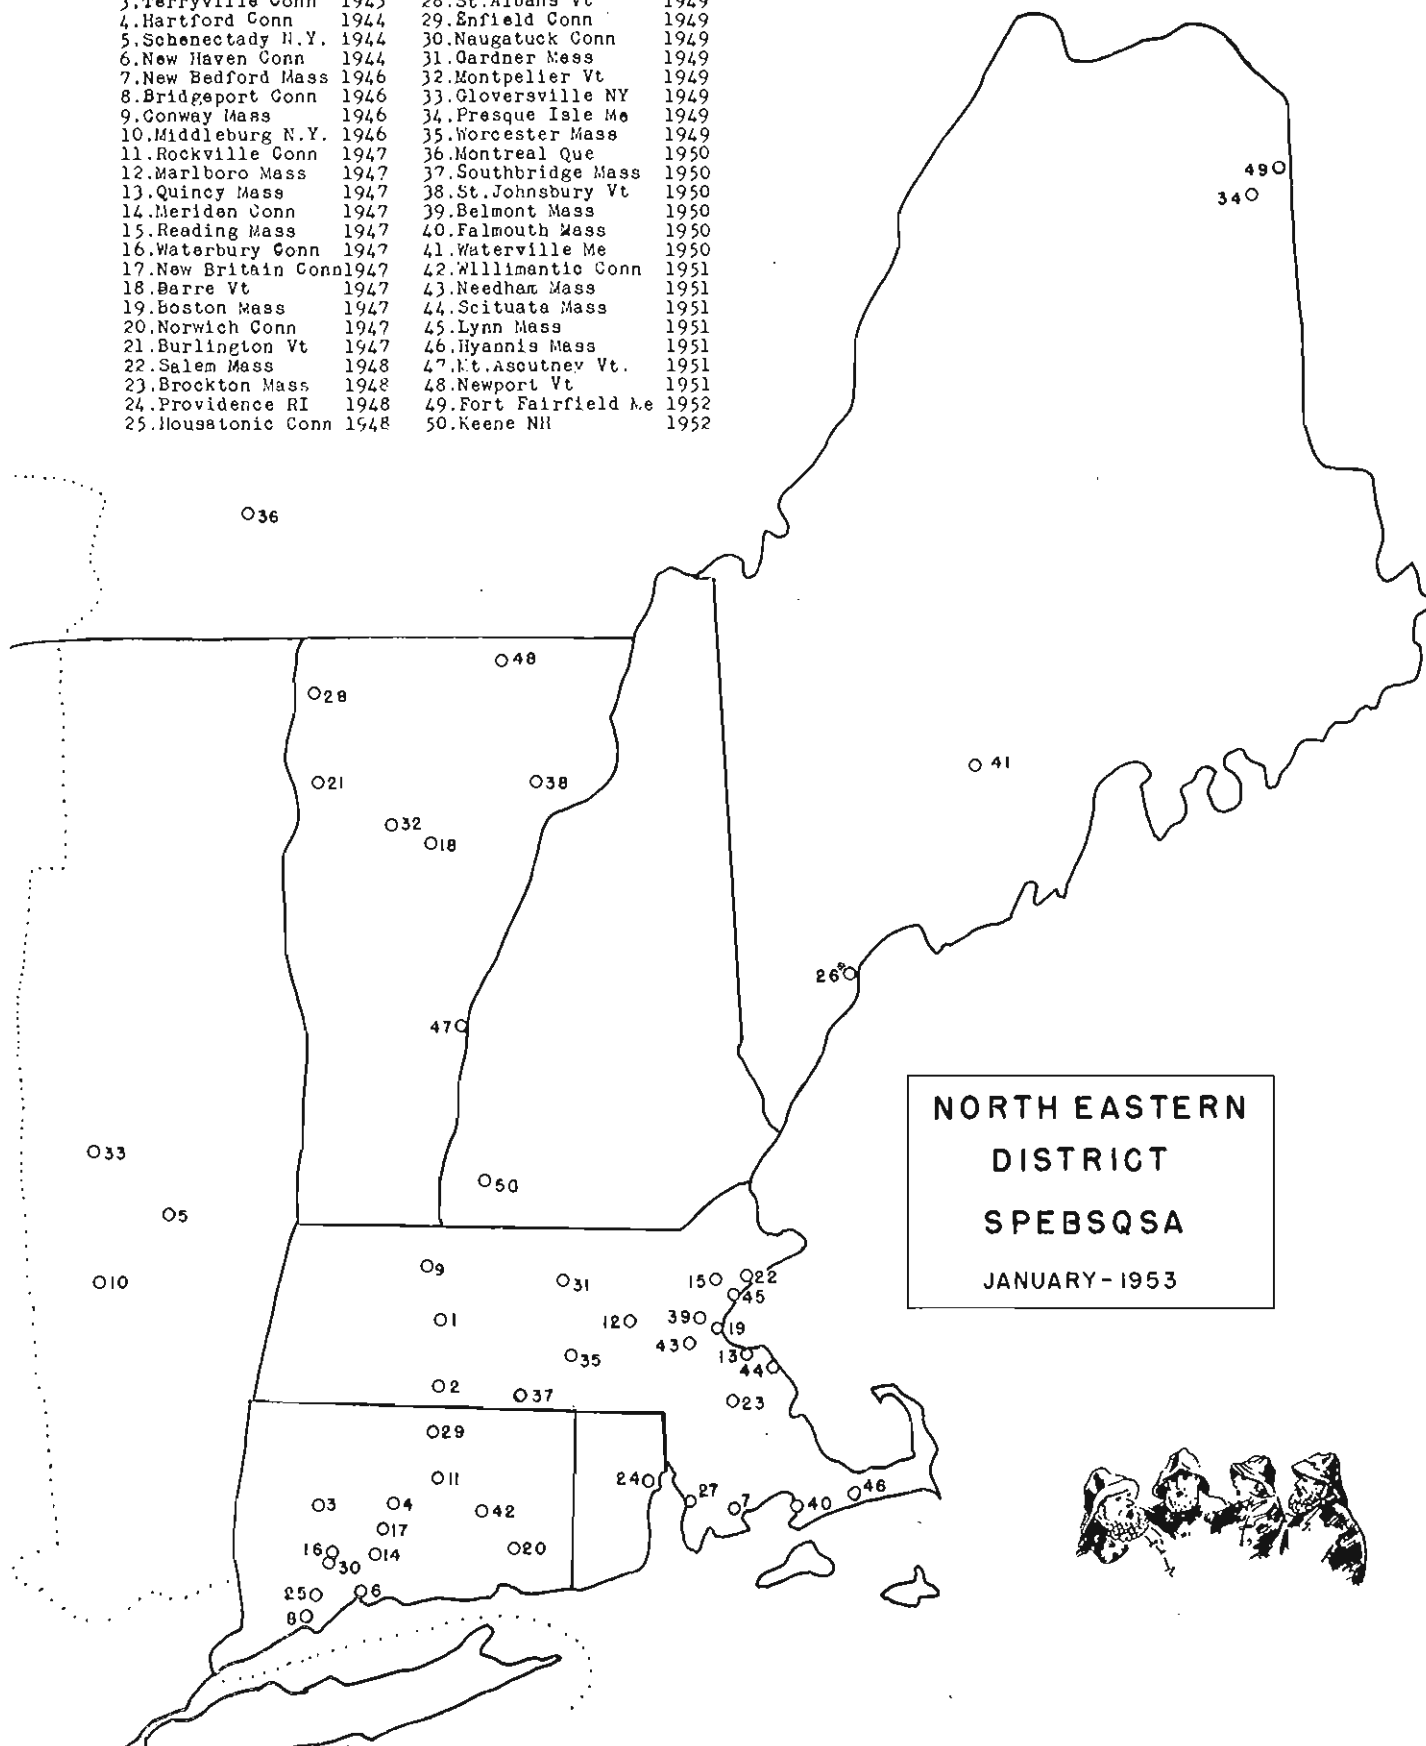 3.Terryville Conn 1943
4.Hartford Conn 1944
5.Schenectady N.Y. 1944
6.New Haven Conn 1944
7.New Bedford Mass 1946
8.Bridgeport Conn 1946
9.Conway Mass 1946
10.Middleburg N.Y. 1946
11.Rockville Conn 1947
12.Marlboro Mass 1947
13.Quincy Mass 1947
14.Meriden Conn 1947
15.Reading Mass 1947
16.Waterbury Conn 1947
17.New Britain Conn1947
18.Barre Vt 1947
19.Boston Mass 1947
20.Norwich Conn 1947
21.Burlington Vt 1947
22.Salem Mass 1948
23.Brockton Mass 1948
24.Providence RI 1948
25.Housatonic Conn 1948
28.St.Albans Vt 1949
29.Enfield Conn 1949
30.Naugatuck Conn 1949
31.Gardner Mass 1949
32.Montpelier Vt 1949
33.Gloversville NY 1949
34.Presque Isle Me 1949
35.Worcester Mass 1949
36.Montreal Que 1950
37.Southbridge Mass 1950
38.St.Johnsbury Vt 1950
39.Belmont Mass 1950
40.Falmouth Mass 1950
41.Waterville Me 1950
42.Willimantic Conn 1951
43.Needham Mass 1951
44.Scituate Mass 1951
45.Lynn Mass 1951
46.Hyannis Mass 1951
47.Mt.Ascutney Vt. 1951
48.Newport Vt 1951
49.Fort Fairfield Me 1952
50.Keene NH 1952
49
34
36
48
28
41
21
38
32
18
26
47
33
50
5
9
10
31
15
22
45
1
12
39
19
43
13
35
44
2
37
23
29
11
24
27
7
40
46
3
4
42
17
16
14
20
30
25
6
8
NORTH EASTERN
DISTRICT
SPEBSQSA
JANUARY-1953